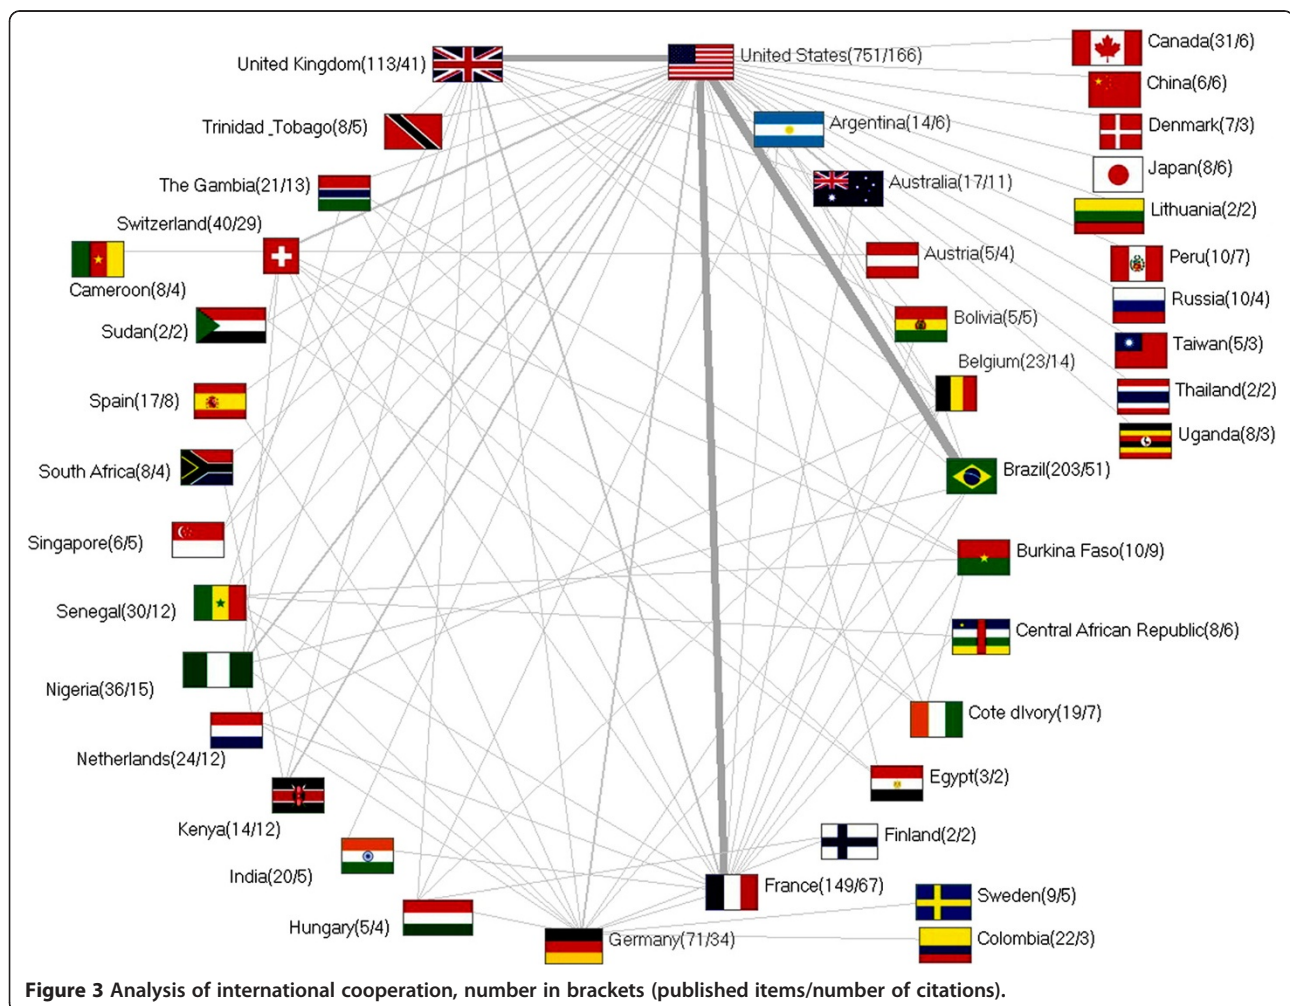 United Kingdom(113/41)
United States(751/166)
Canada(31/6)
China(6/6)
Trinidad_Tobago(8/5)
Argentina(14/6)
Denmark(7/3)
Japan(8/6)
The Gambia(21/13)
Australia(17/11)
Lithuania(2/2)
Switzerland(40/29)
Austria(5/4)
Peru(10/7)
Cameroon(8/4)
Russia(10/4)
Sudan(2/2)
Bolivia(5/5)
Taiwan(5/3)
Belgium(23/14)
Thailand(2/2)
Spain(17/8)
Uganda(8/3)
South Africa(8/4)
Brazil(203/51)
Singapore(6/5)
Burkina Faso(10/9)
Senegal(30/12)
Central African Republic(8/6)
Nigeria(36/15)
Cote dIvory(19/7)
Netherlands(24/12)
Egypt(3/2)
Kenya(14/12)
Finland(2/2)
India(20/5)
France(149/67)
Sweden(9/5)
Hungary(5/4)
Germany(71/34)
Colombia(22/3)
Figure 3 Analysis of international cooperation, number in brackets (published items/number of citations).